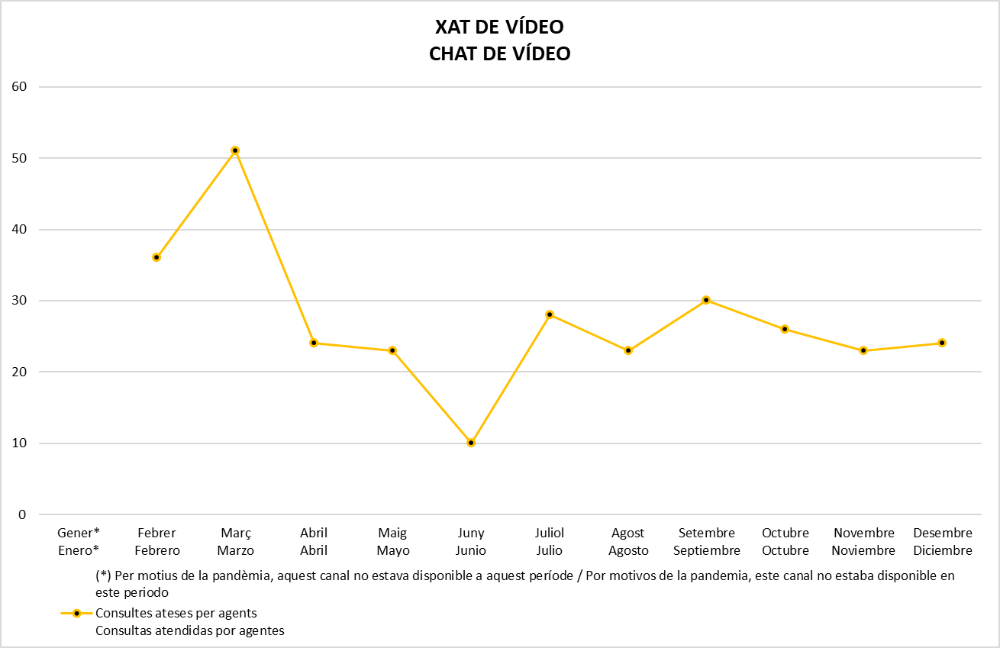 XAT DE VÍDEO
CHAT DE VÍDEO
60
50
40
30
20
10
0
Gener* Febrer Març Abril Maig Juny Juliol Agost Setembre Octubre Novembre Desembre
Enero* Febrero Marzo Abril Mayo Junio Julio Agosto Septiembre Octubre Noviembre Diciembre
(*) Per motius de la pandèmia, aquest canal no estava disponible a aquest període / Por motivos de la pandemia, este canal no estaba disponible en
este periodo
Consultes ateses per agents
Consultas atendidas por agentes